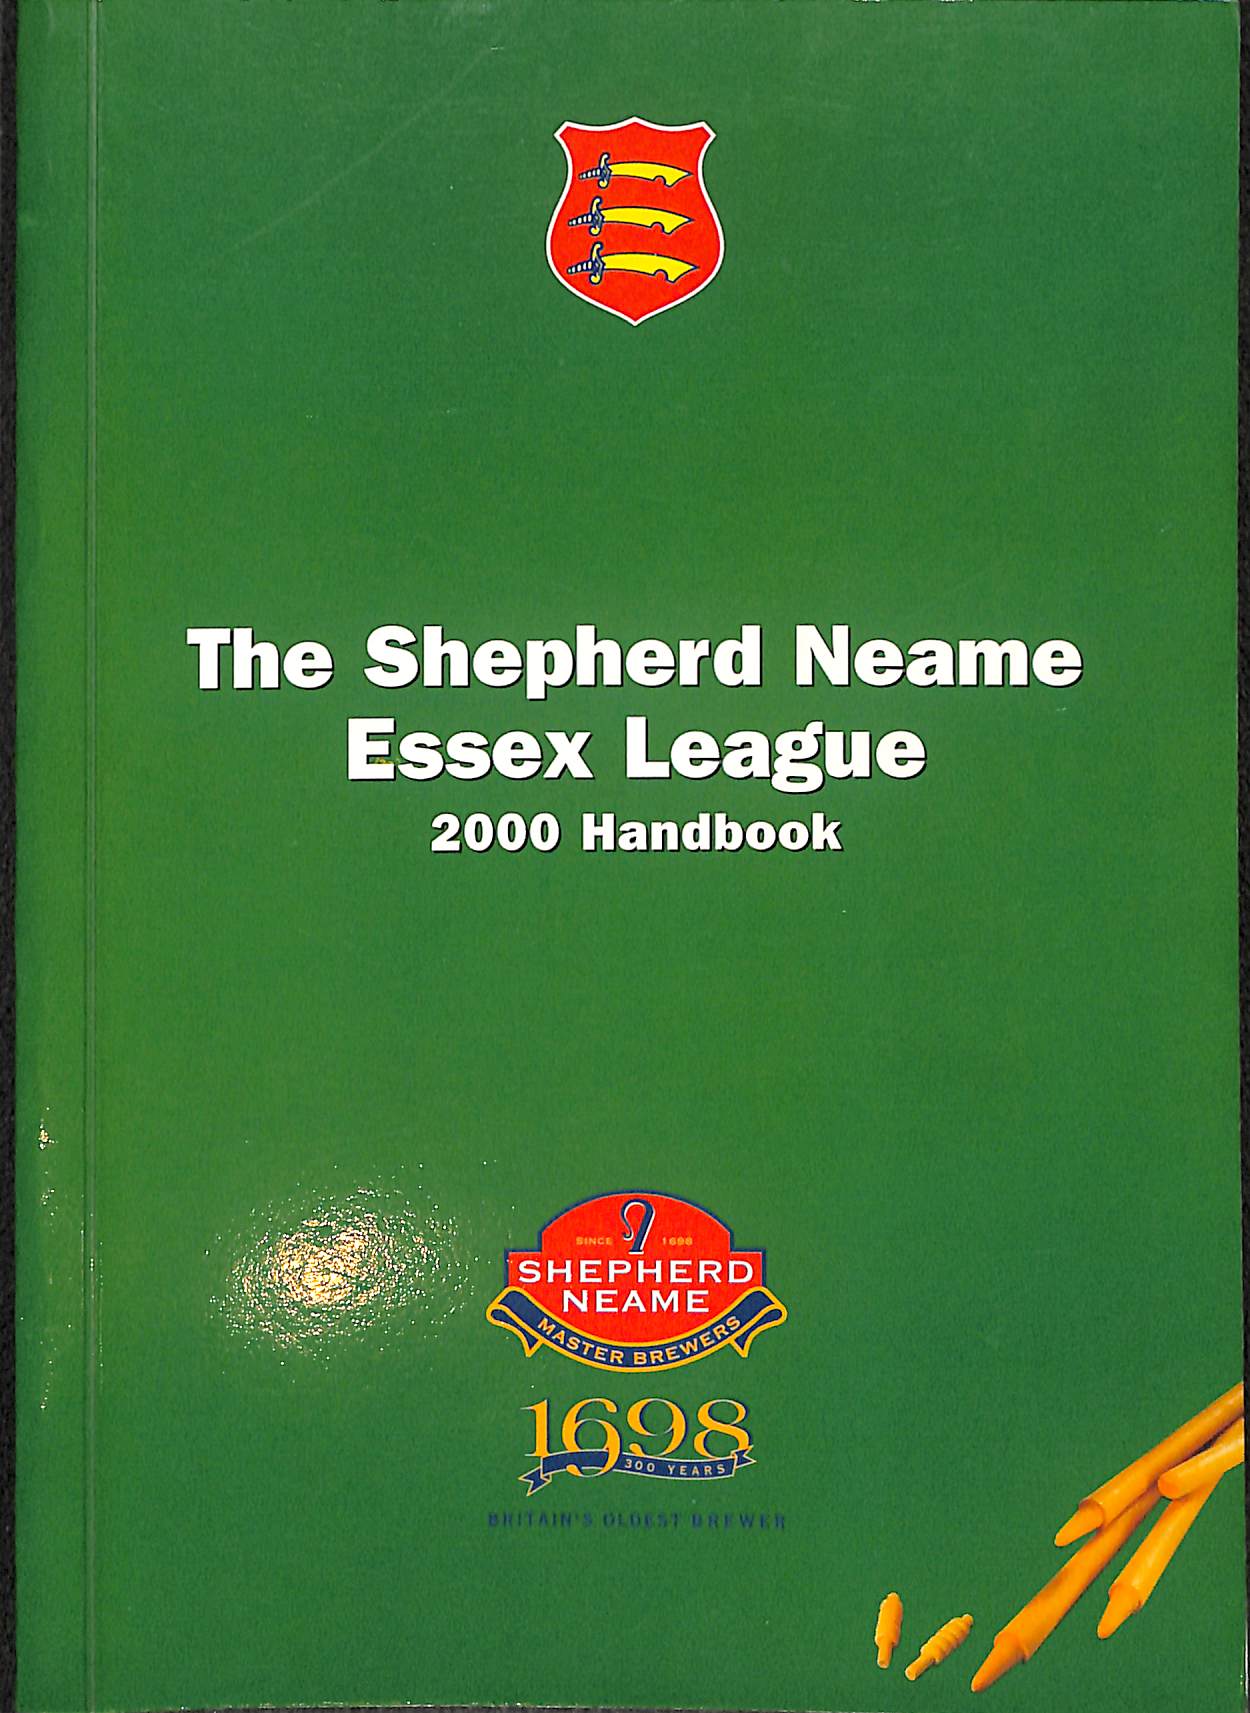 The Shepherd Neame
Essex League
2000 Handbook
SINCE 1698
SHEPHERD
NEAME
MASTER BREWERS
1698
300 YEARS
BRITAIN'S OLDEST BREWER